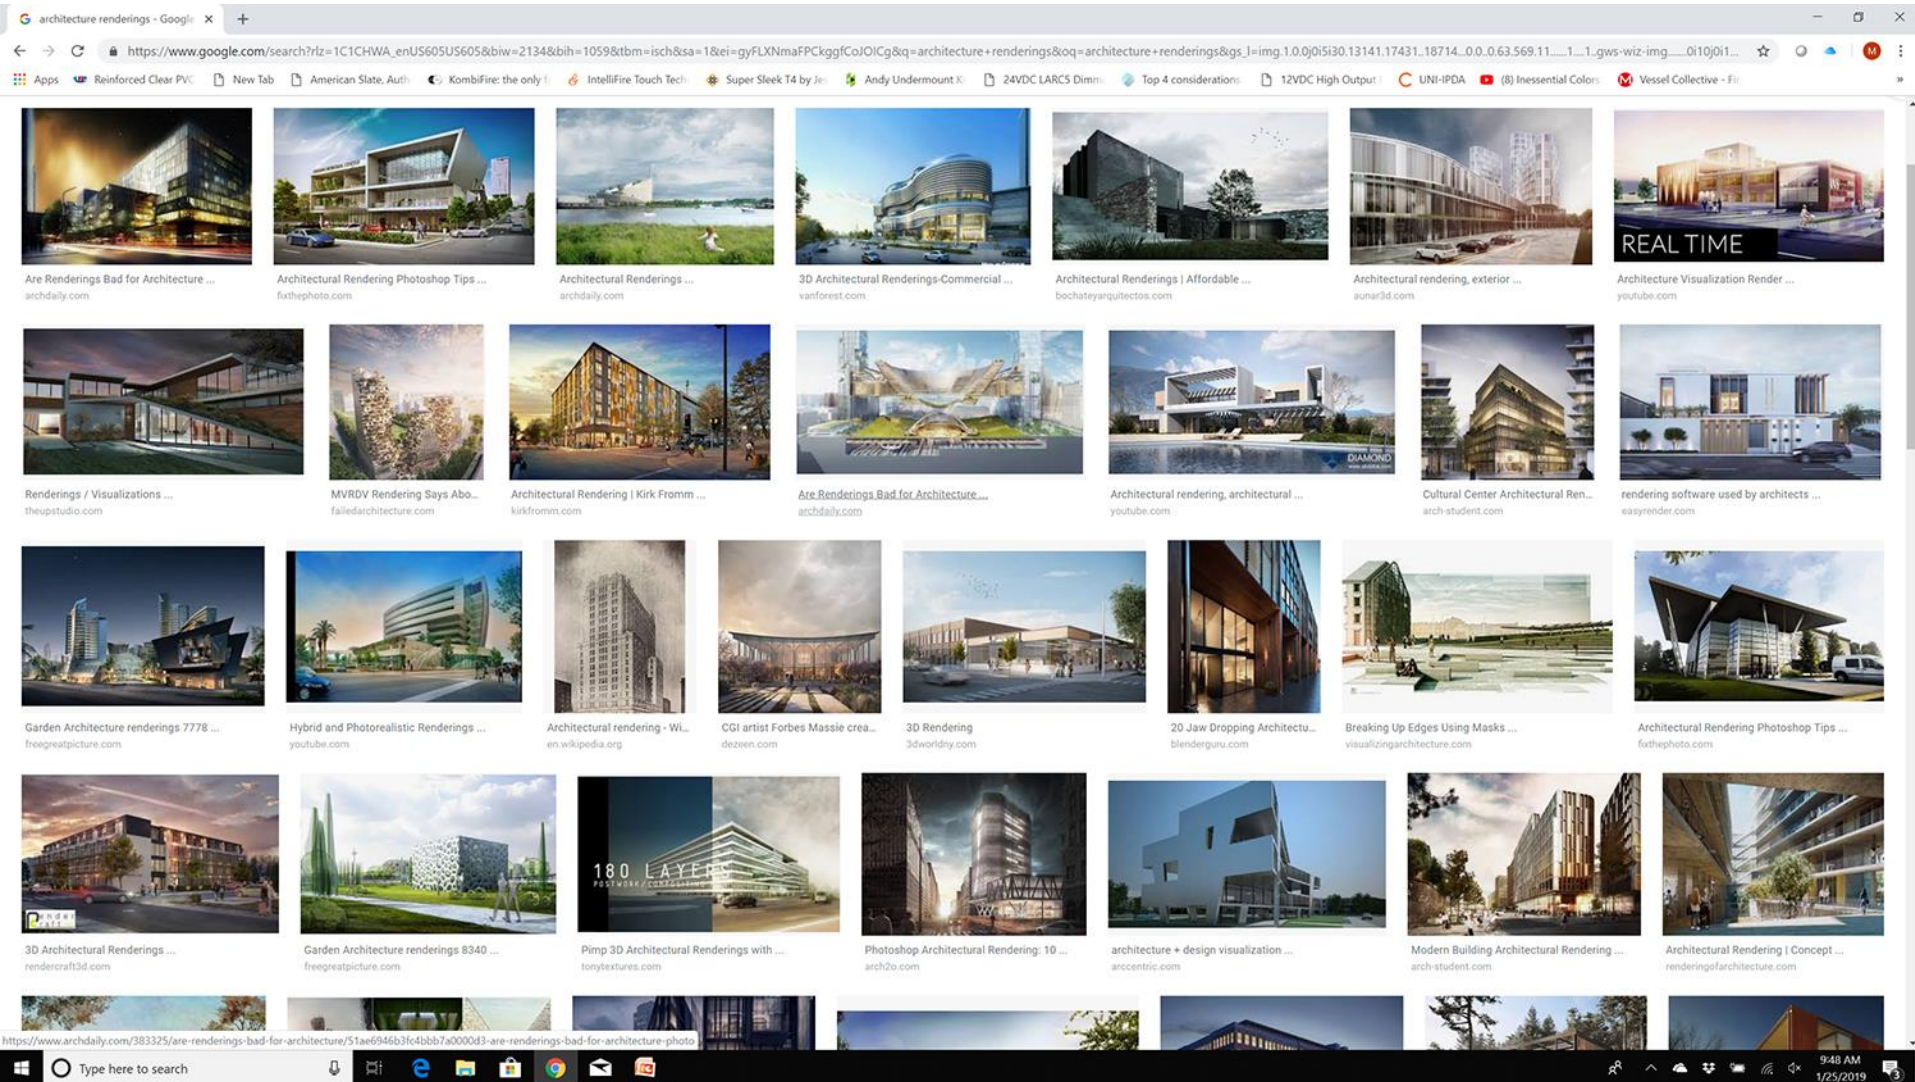 architecture renderings - Google
https://www.google.com/search?rlz=1C1CHWA_enUS605US605&biw=2134&bih=1059&tbm=isch&sa=1&ei=gyFLXNmaFPCkggfCoJOICg&q=architecture+renderings&oq=architecture+renderings&gs_l=img.1.0.0j0i5i30.13141.17431..18714...0.0..0.63.569.11......1....1..gws-wiz-img.......0i10j0i1...
M
Apps Reinforced Clear PVC New Tab American Slate, Auth KombiFire: the only f IntelliFire Touch Tech Super Sleek T4 by Je Andy Undermount K 24VDC LARC5 Dimm Top 4 considerations 12VDC High Output UNI-IPDA (8) Inessential Colors Vessel Collective - Fi »
REAL TIME
Are Renderings Bad for Architecture ... Architectural Rendering Photoshop Tips ... Architectural Renderings ... 3D Architectural Renderings-Commercial ... Architectural Renderings | Affordable ... Architectural rendering, exterior ... Architecture Visualization Render ...
archdaily.com fixthephoto.com archdaily.com vanforest.com bochateyarquitectos.com aunar3d.com youtube.com
DIAMOND
Renderings / Visualizations ... MVRDV Rendering Says Abo... Architectural Rendering | Kirk Fromm ... Are Renderings Bad for Architecture ... Architectural rendering, architectural ... Cultural Center Architectural Ren... rendering software used by architects ...
theupstudio.com failedarchitecture.com kirkfromm.com archdaily.com youtube.com arch-student.com easyrender.com
Garden Architecture renderings 7778 ... Hybrid and Photorealistic Renderings ... Architectural rendering - Wi... CGI artist Forbes Massie crea... 3D Rendering 20 Jaw Dropping Architectu... Breaking Up Edges Using Masks ... Architectural Rendering Photoshop Tips ...
freegreatpicture.com youtube.com en.wikipedia.org dezeen.com 3dworldny.com blenderguru.com visualizingarchitecture.com fixthephoto.com
180 LAYERS
POSTWORK/COMPOSITING
Render
raft
3D Architectural Renderings ... Garden Architecture renderings 8340 ... Pimp 3D Architectural Renderings with ... Photoshop Architectural Rendering: 10 ... architecture + design visualization ... Modern Building Architectural Rendering ... Architectural Rendering | Concept ...
rendercraft3d.com freegreatpicture.com tonytextures.com arch2o.com arccentric.com arch-student.com renderingofarchitecture.com
https://www.archdaily.com/383325/are-renderings-bad-for-architecture/51ae6946b3fc4bbb7a0000d3-are-renderings-bad-for-architecture-photo
Type here to search
9:48 AM
1/25/2019
3